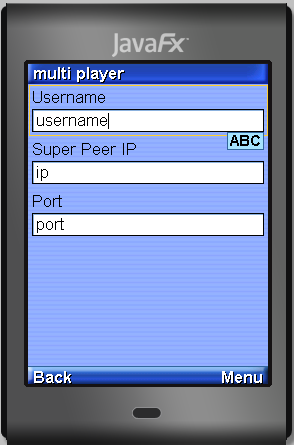 JavaFx
multi player
Username
username
ABC
Super Peer IP
ip
Port
port
Back Menu